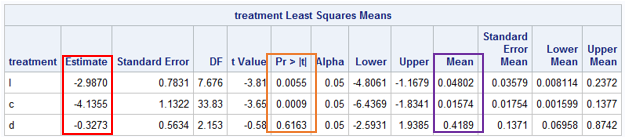 treatment Least Squares Means
treatment Estimate Standard Error DF t Value Pr > |t| Alpha Lower Upper Mean Standard Error Mean Lower Mean Upper Mean
l -2.9870 0.7831 7.676 -3.81 0.0055 0.05 -4.8061 -1.1679 0.04802 0.03579 0.008114 0.2372
c -4.1355 1.1322 33.83 -3.65 0.0009 0.05 -6.4369 -1.8341 0.01574 0.01754 0.001599 0.1377
d -0.3273 0.5634 2.153 -0.58 0.6163 0.05 -2.5931 1.9385 0.4189 0.1371 0.06958 0.8742